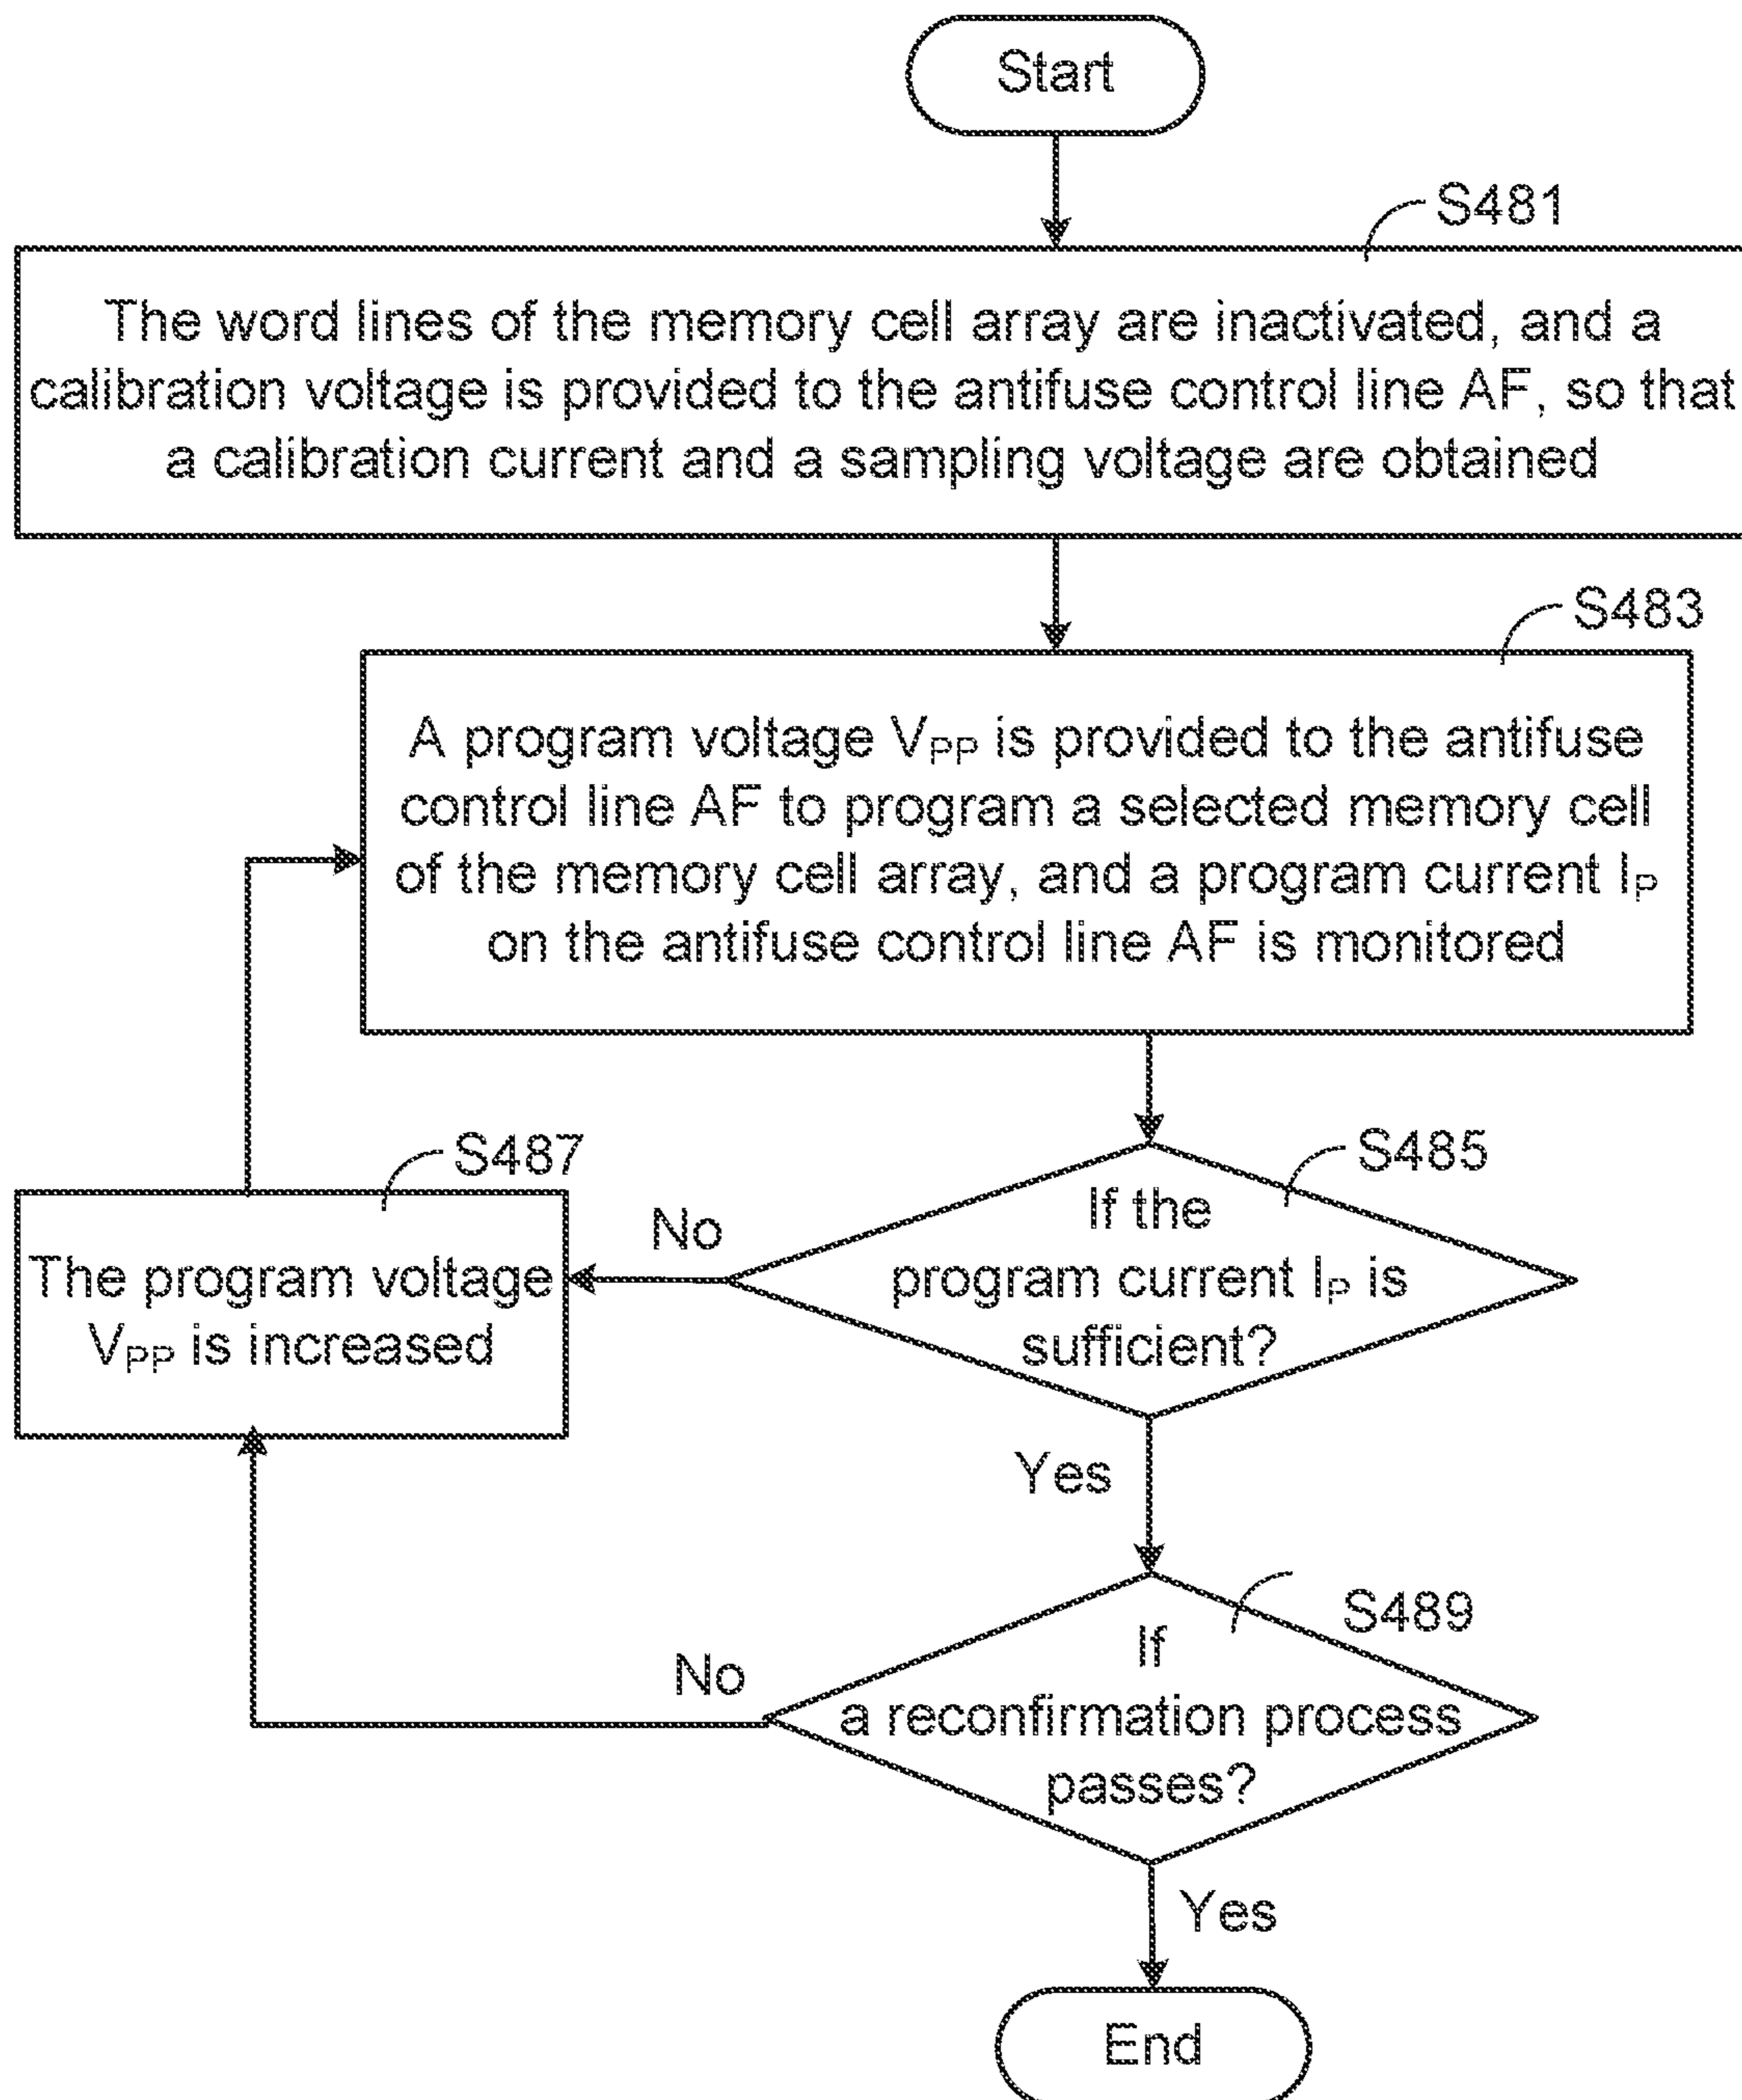 Start
S481
The word lines of the memory cell array are inactivated, and a
calibration voltage is provided to the antifuse control line AF, so that
a calibration current and a sampling voltage are obtained
S483
A program voltage VPP is provided to the antifuse
control line AF to program a selected memory cell
of the memory cell array, and a program current IP
on the antifuse control line AF is monitored
S487
The program voltage
VPP is increased
No
S485
If the
program current IP is
sufficient?
Yes
S489
No
If
a reconfirmation process
passes?
Yes
End